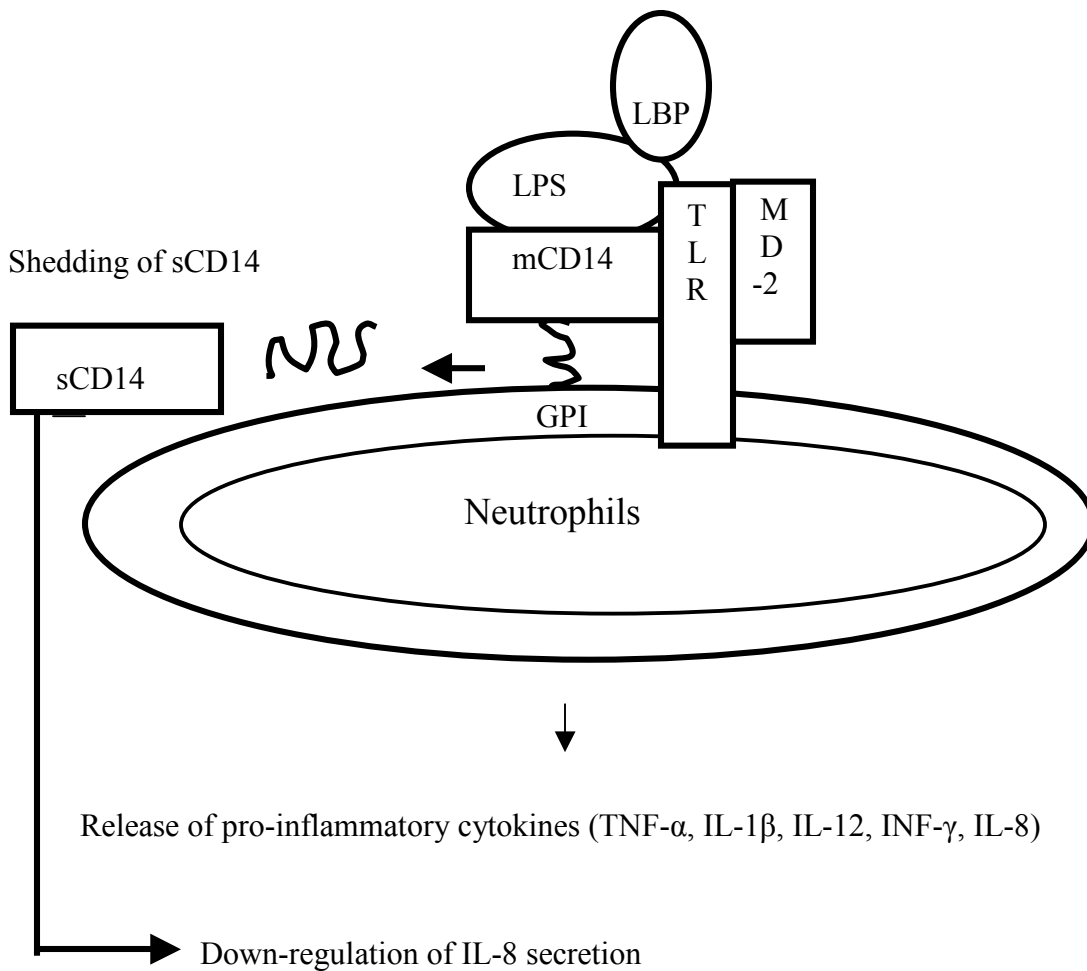 LBP
LPS
T
L
R
M
D
-2
mCD14
Shedding of sCD14
sCD14
GPI
Neutrophils
Release of pro-inflammatory cytokines (TNF-α, IL-1β, IL-12, INF-γ, IL-8)
Down-regulation of IL-8 secretion